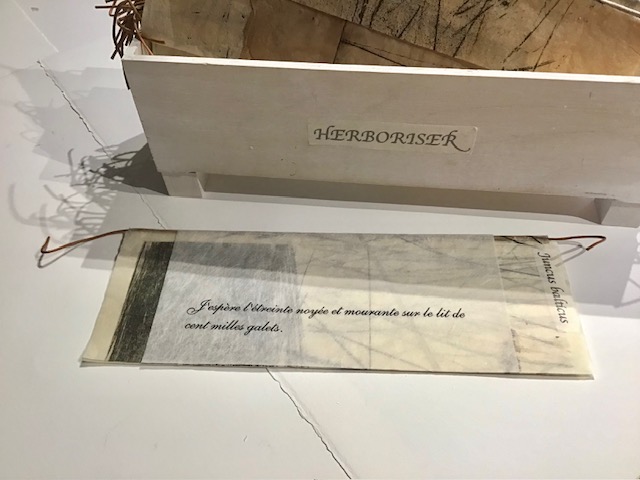 HERBORISER
J'espère l'étreinte noyée et mourante sur le lit de
cent milles galets.
Juncus balticus